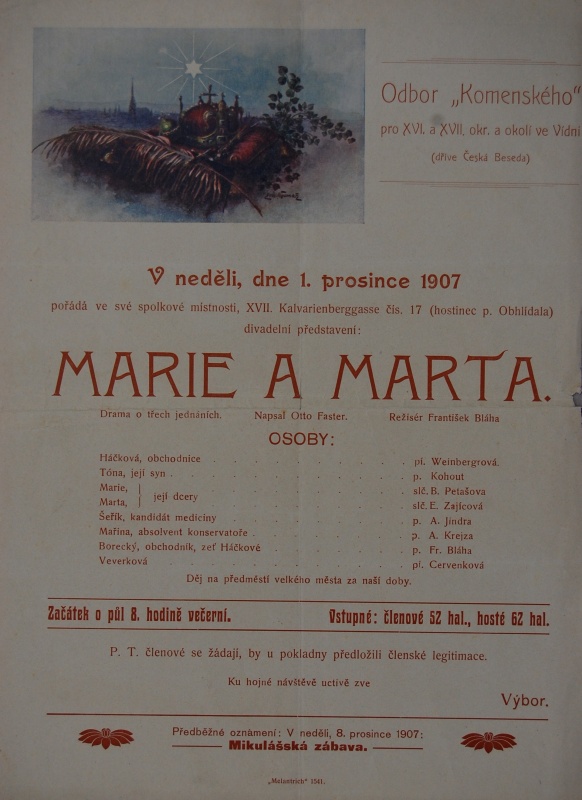 Odbor „Komenského"
pro XVI. a XVII. okr. a okolí ve Vídni
(dříve Česká Beseda)
V neděli, dne 1. prosince 1907
pořádá ve své spolkové místnosti, XVII. Kalvarienberggasse čís. 17 (hostinec p. Obhlídala)
divadelní představení:
MARIE A MARTA.
Drama o třech jednáních. Napsal Otto Faster. Režisér František Bláha
OSOBY:
Háčková, obchodnice . . . . . . . . pí. Weinbergrová.
Tóna, její syn . . . . . . . . . p. Kohout
Marie, } její dcery . . . . . . . slč. B. Petašova
Marta, } slč. E. Zajícová
Šeřík, kandidát medicíny . . . . . . . p. A. Jindra
Mařina, absolvent konservatoře . . . . . . p. A. Krejza
Borecký, obchodník, zeť Háčkové . . . . . . p. Fr. Bláha
Veverková . . . . . . . . . pí. Červenková
Děj na předměstí velkého města za naší doby.
Začátek o půl 8. hodině večerní. Vstupné: členové 52 hal., hosté 62 hal.
P. T. členové se žádají, by u pokladny předložili členské legitimace.
Ku hojné návštěvě uctivě zve
Výbor.
Předběžné oznámení: V neděli, 8. prosince 1907:
Mikulášská zábava.
„Melantrich" 1541.